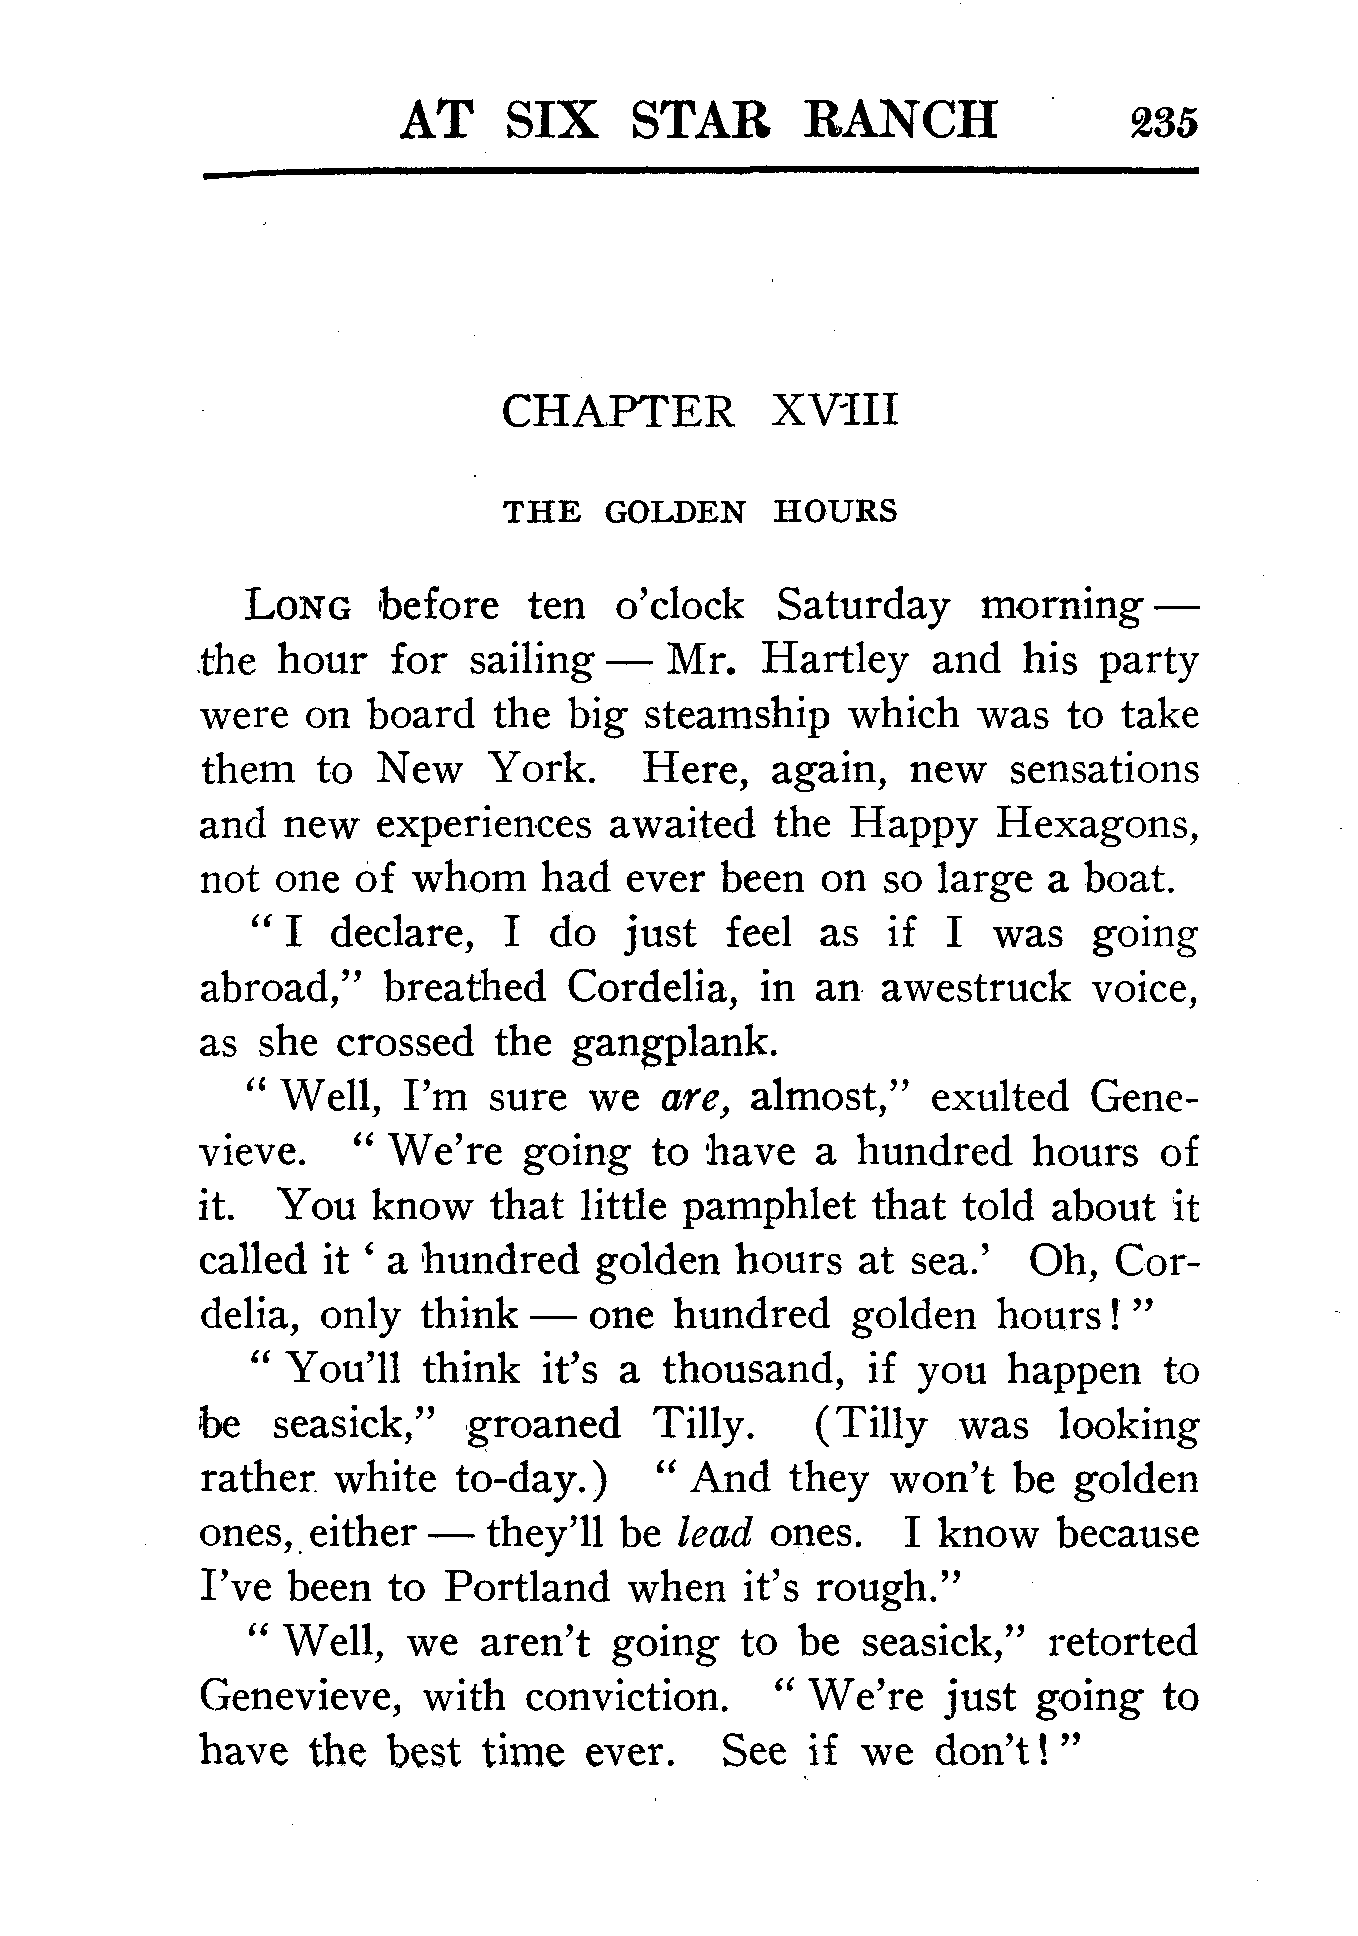 AT SIX STAR RANCH 235
CHAPTER XVIII
THE GOLDEN HOURS
LONG before ten o'clock Saturday morning —
the hour for sailing — Mr. Hartley and his party
were on board the big steamship which was to take
them to New York. Here, again, new sensations
and new experiences awaited the Happy Hexagons,
not one of whom had ever been on so large a boat.
" I declare, I do just feel as if I was going
abroad," breathed Cordelia, in an awestruck voice,
as she crossed the gangplank.
" Well, I'm sure we are, almost," exulted Gene-
vieve. " We're going to have a hundred hours of
it. You know that little pamphlet that told about it
called it ' a hundred golden hours at sea.' Oh, Cor-
delia, only think — one hundred golden hours! "
" You'll think it's a thousand, if you happen to
be seasick," groaned Tilly. (Tilly was looking
rather white to-day.) " And they won't be golden
ones, either — they'll be lead ones. I know because
I've been to Portland when it's rough."
" Well, we aren't going to be seasick," retorted
Genevieve, with conviction. " We're just going to
have the best time ever. See if we don't! "